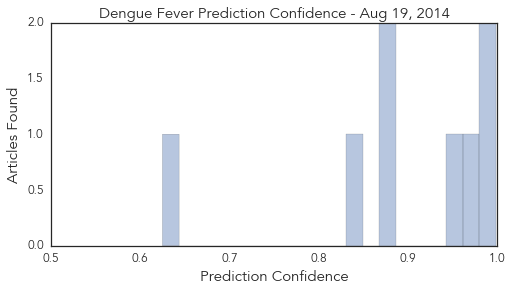 Dengue Fever Prediction Confidence - Aug 19, 2014
2.0
1.5
1.0
0.5
0.0
Articles Found
0.5 0.6 0.7 0.8 0.9 1.0
Prediction Confidence